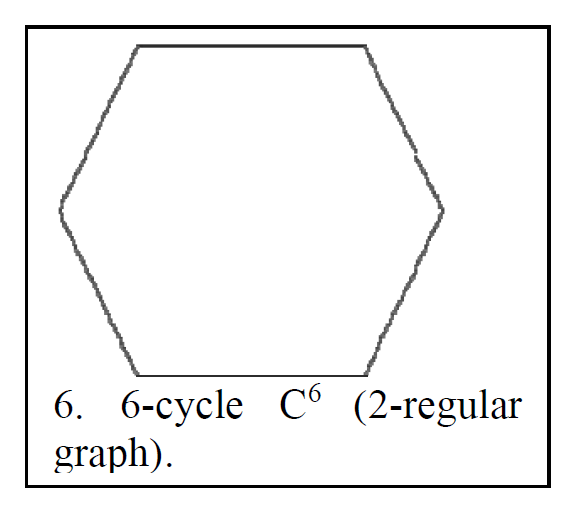 6. 6-cycle C⁶ (2-regular
graph).